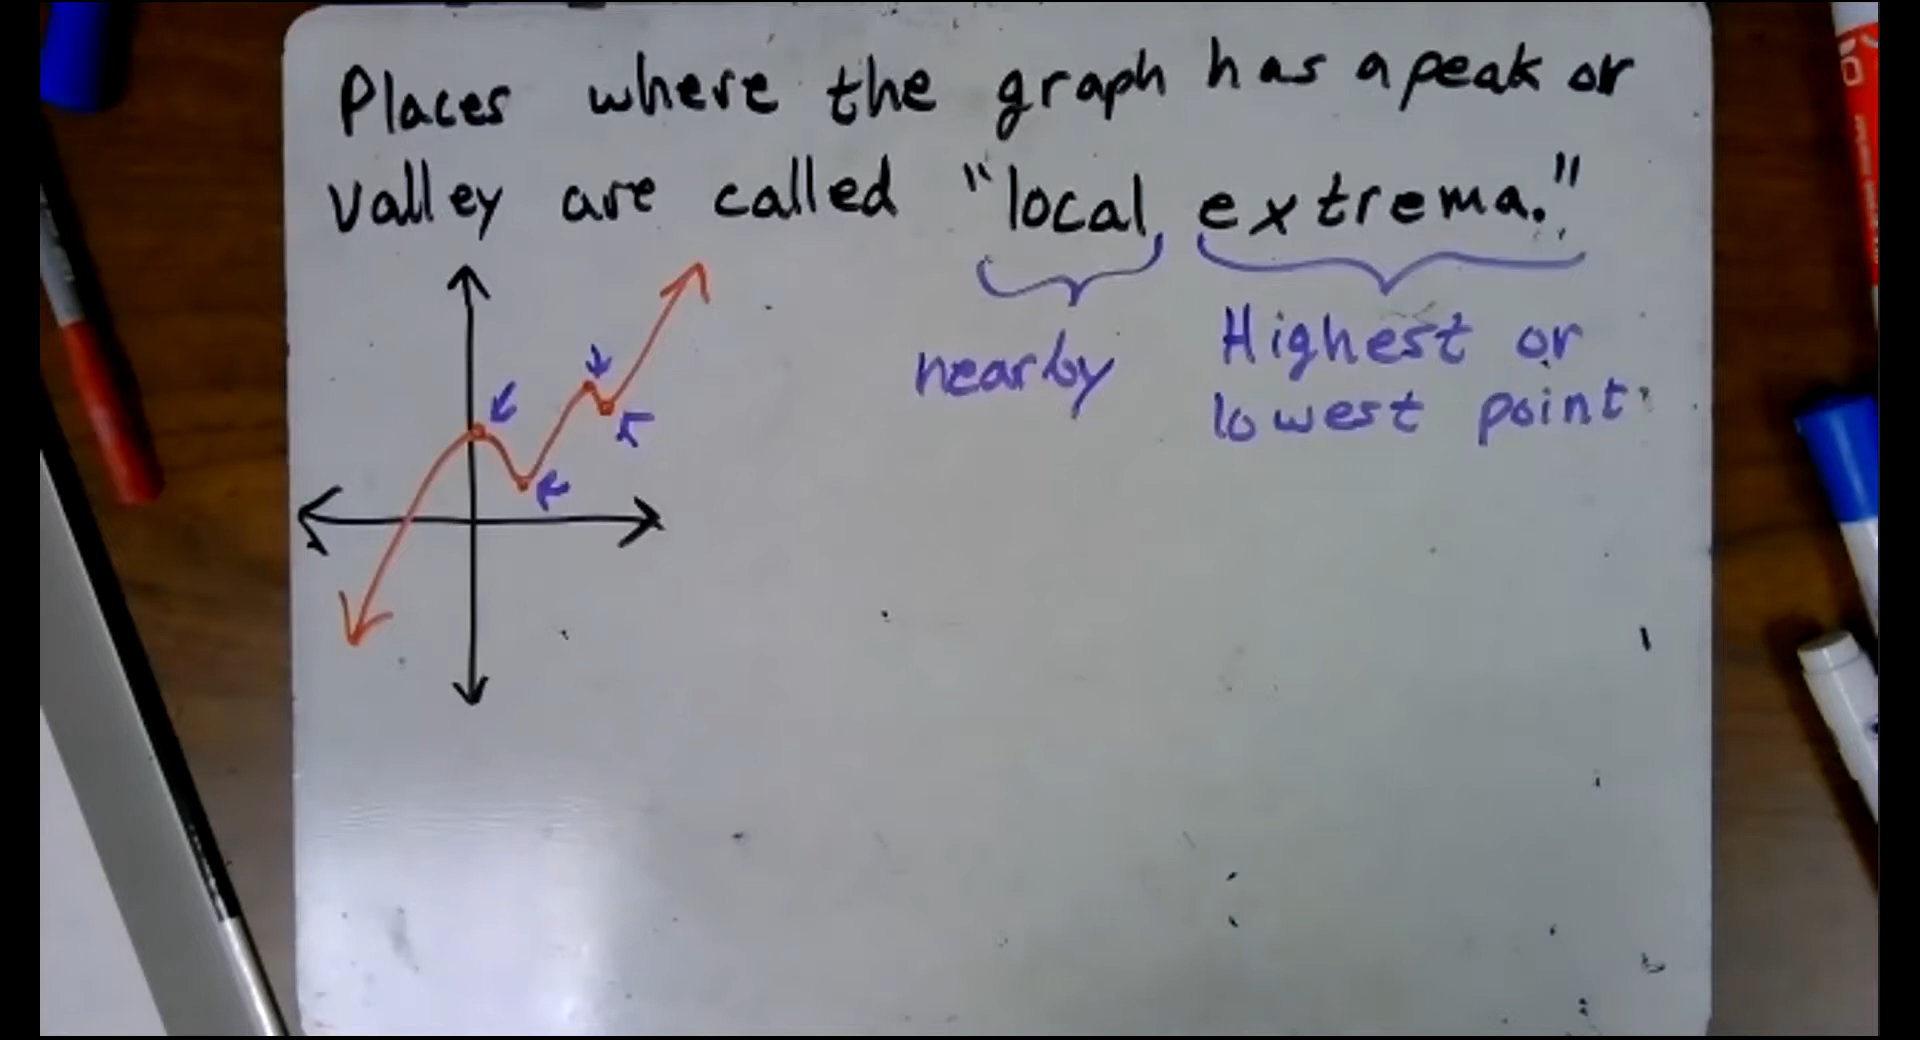 Places where the graph has a peak or
valley are called "local extrema."
nearby
Highest or
lowest point